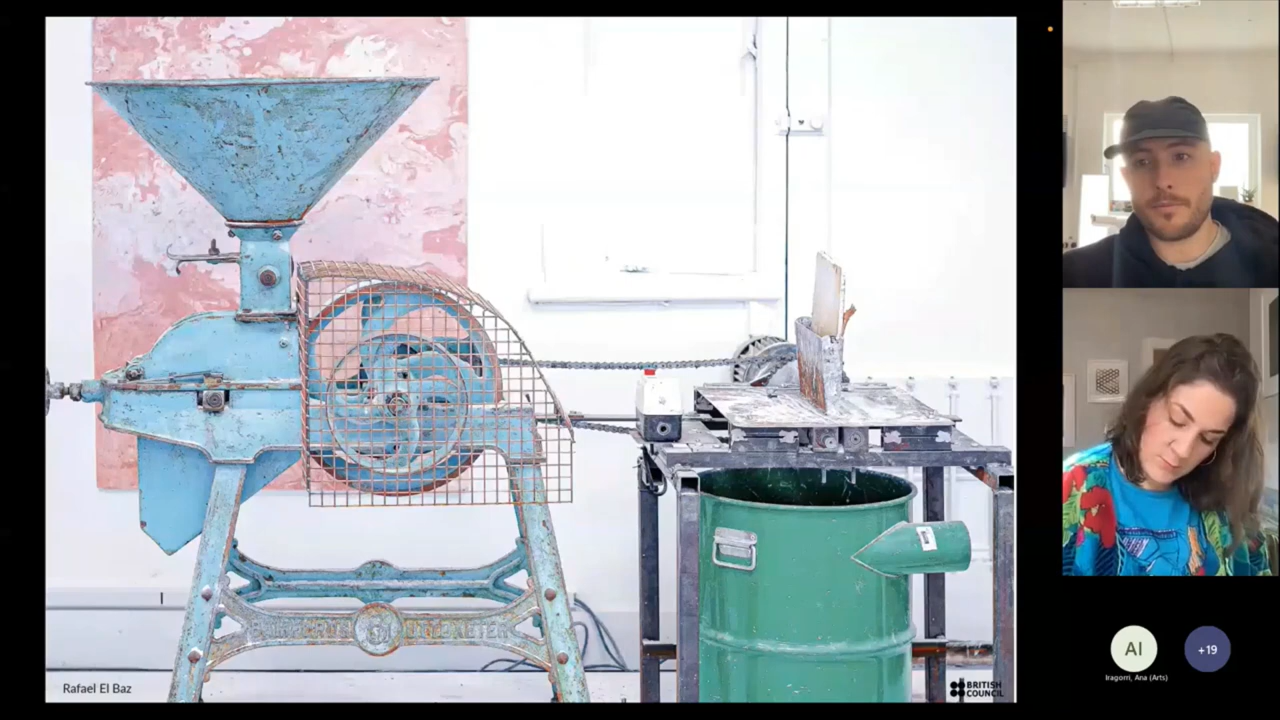 Rafael El Baz
BRITISH
COUNCIL
AI
+19
Iragorri, Ana (Arts)